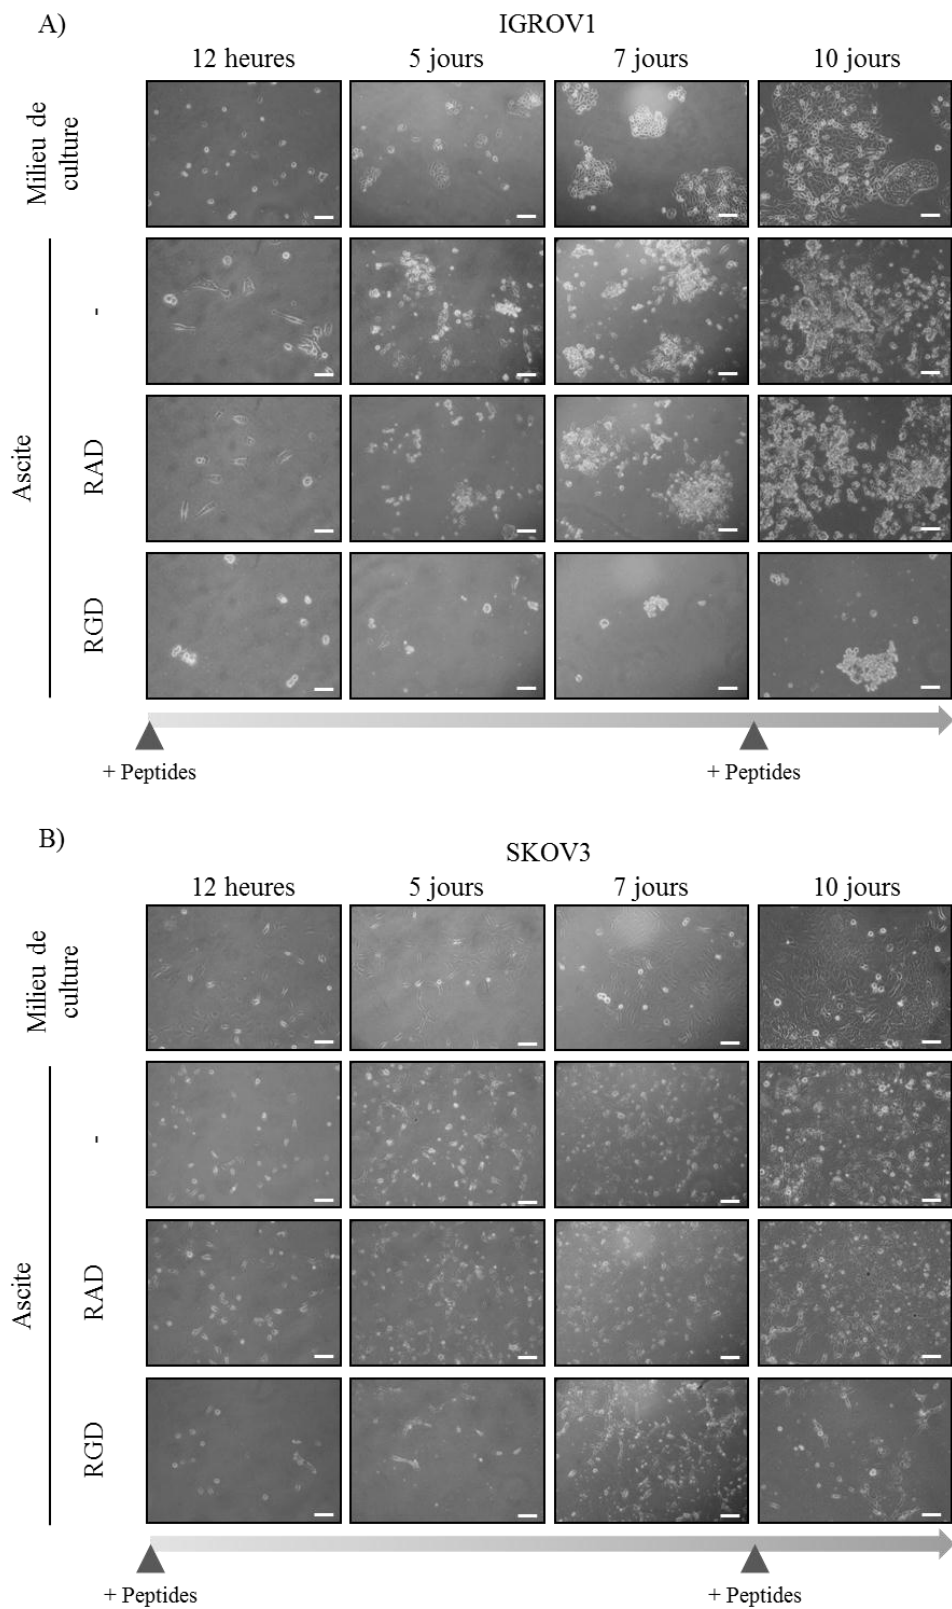 A)
IGROV1
12 heures
5 jours
7 jours
10 jours
Milieu de
culture
Ascite
-
RAD
RGD
+ Peptides
+ Peptides
B)
SKOV3
12 heures
5 jours
7 jours
10 jours
Milieu de
culture
Ascite
-
RAD
RGD
+ Peptides
+ Peptides